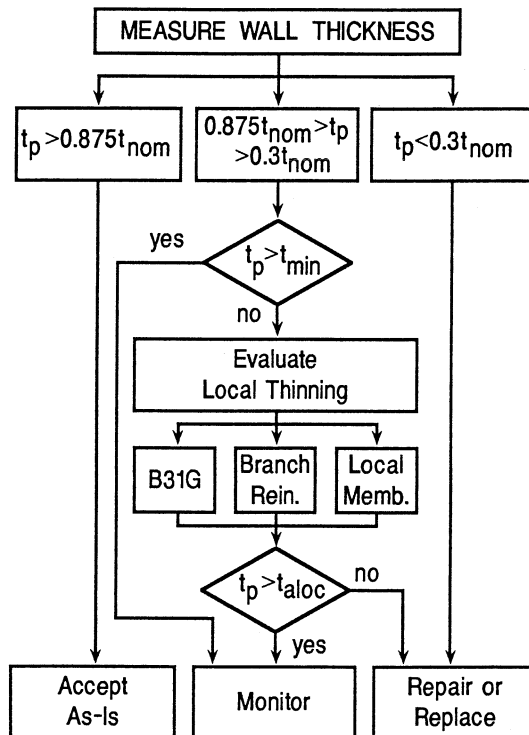 MEASURE WALL THICKNESS
tp>0.875tnom
0.875tnom>tp
>0.3tnom
tp<0.3tnom
yes
tp>tmin
no
Evaluate
Local Thinning
B31G
Branch
Rein.
Local
Memb.
tp>taloc
no
yes
Accept
As-Is
Monitor
Repair or
Replace